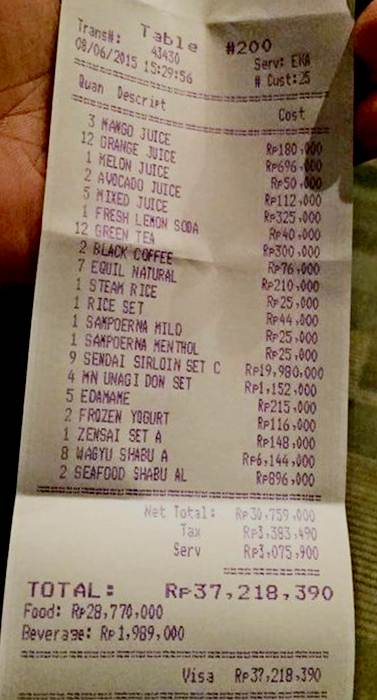 Table #200
Trans#: 43430 Serv: EKA
08/06/2015 15:29:56 # Cust:25
Quan Descript Cost
3 MANGO JUICE Rp180,000
12 ORANGE JUICE Rp696,000
1 MELON JUICE Rp50,000
2 AVOCADO JUICE Rp112,000
5 MIXED JUICE Rp325,000
1 FRESH LEMON SODA Rp40,000
12 GREEN TEA Rp300,000
2 BLACK COFFEE Rp76,000
7 EQUIL NATURAL Rp210,000
1 STEAM RICE Rp25,000
1 RICE SET Rp44,000
1 SAMPOERNA MILD Rp25,000
1 SAMPOERNA MENTHOL Rp25,000
9 SENDAI SIRLOIN SET C Rp19,980,000
4 MN UNAGI DON SET Rp1,152,000
5 EDAMAME Rp215,000
2 FROZEN YOGURT Rp116,000
1 ZENSAI SET A Rp148,000
8 WAGYU SHABU A Rp6,144,000
2 SEAFOOD SHABU AL Rp896,000
Net Total: Rp30,759,000
Tax Rp3,383,490
Serv Rp3,075,900
TOTAL: Rp37,218,390
Food: Rp28,770,000
Beverage: Rp1,989,000
Visa Rp37,218,390